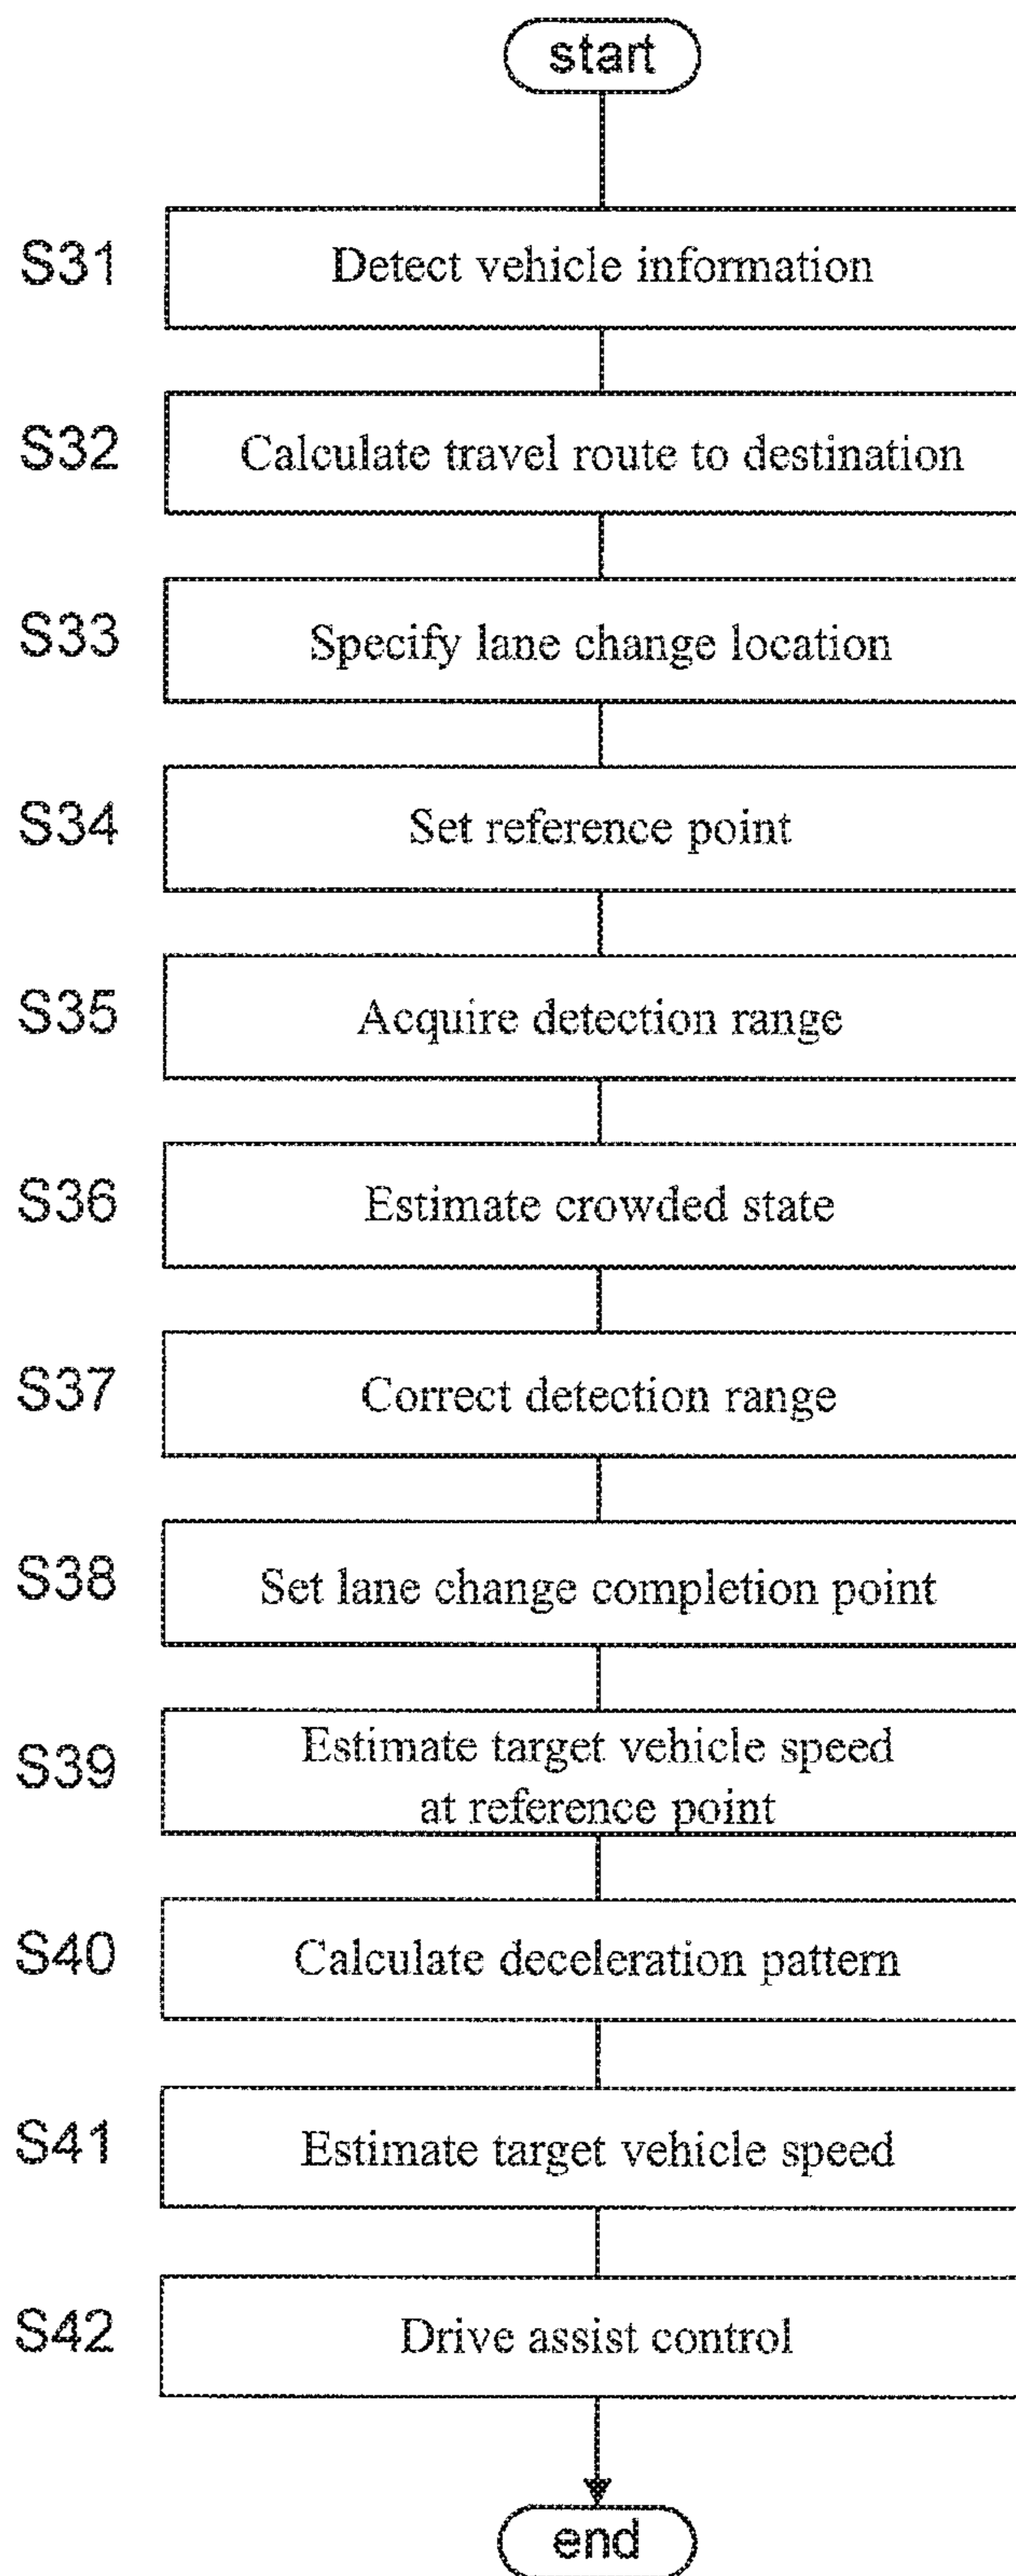 start
S31
Detect vehicle information
S32
Calculate travel route to destination
S33
Specify lane change location
S34
Set reference point
S35
Acquire detection range
S36
Estimate crowded state
S37
Correct detection range
S38
Set lane change completion point
S39
Estimate target vehicle speed
at reference point
S40
Calculate deceleration pattern
S41
Estimate target vehicle speed
S42
Drive assist control
end